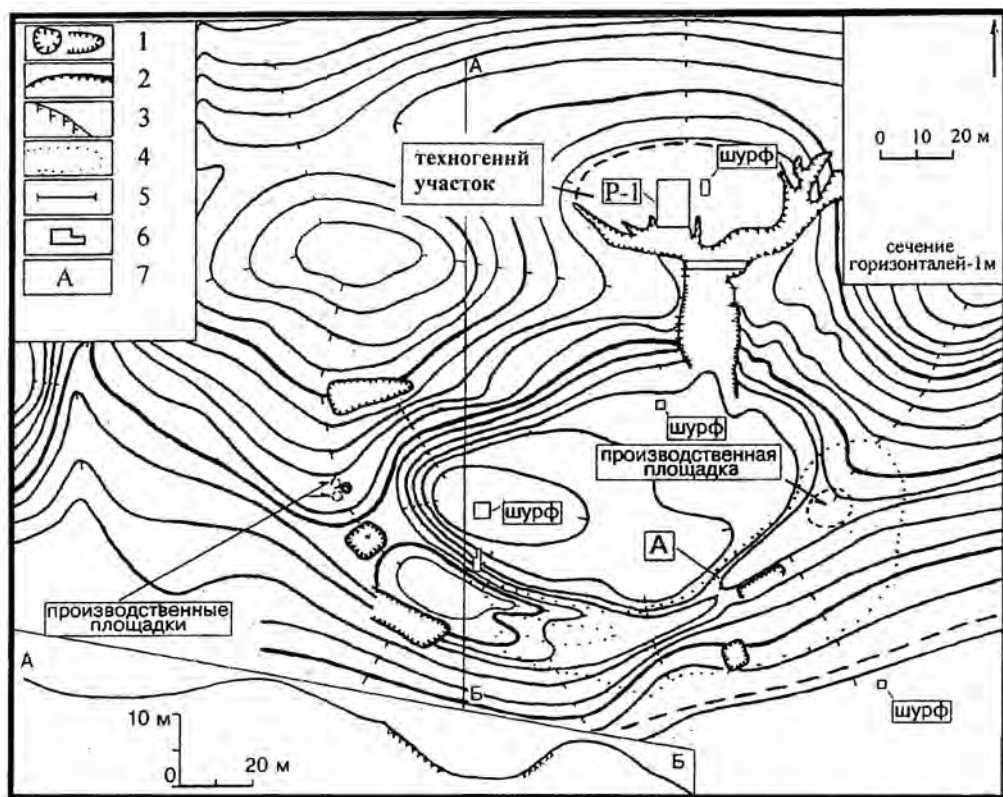 1
2
3
4
5
6
А 7
А
техногений
участок
шурф
Р-1
0 10 20 м
сечение
горизонталей-1м
шурф
производственная
площадка
шурф
А
производственные
площадки
А
Б
шурф
10 м
0
20 м
Б